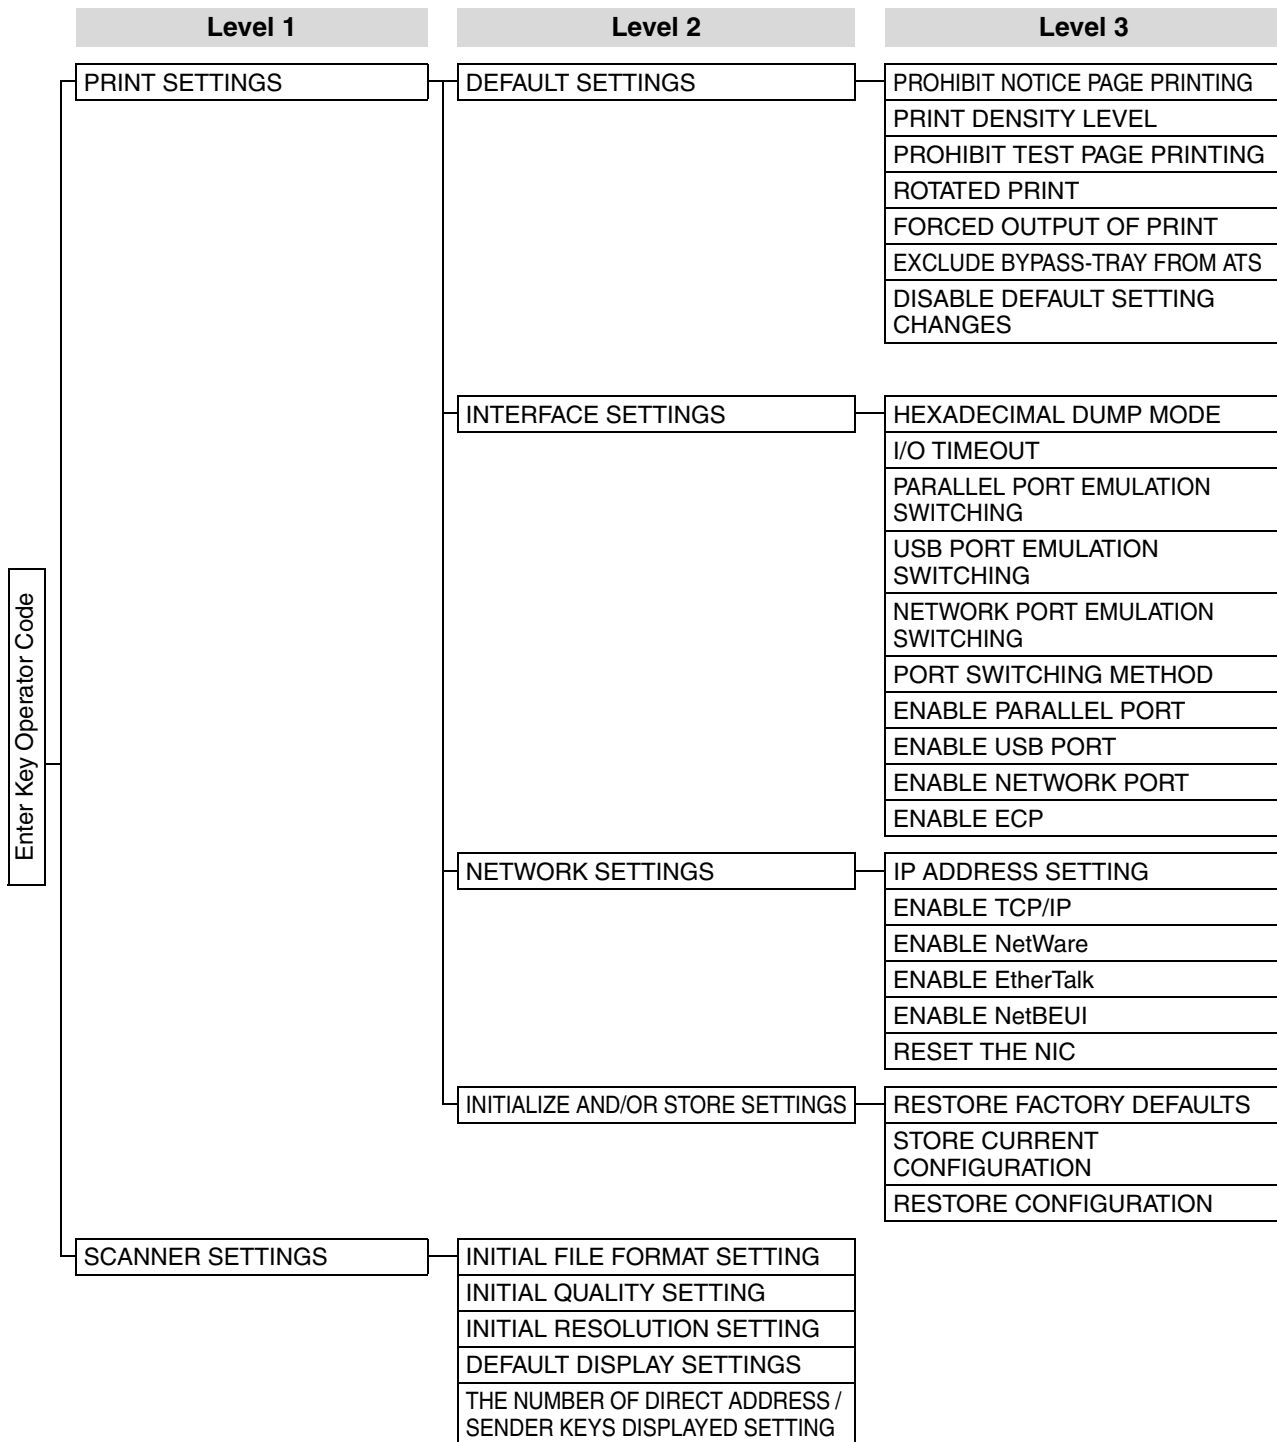 Level 1
Level 2
Level 3
Enter Key Operator Code
PRINT SETTINGS
DEFAULT SETTINGS
PROHIBIT NOTICE PAGE PRINTING
PRINT DENSITY LEVEL
PROHIBIT TEST PAGE PRINTING
ROTATED PRINT
FORCED OUTPUT OF PRINT
EXCLUDE BYPASS-TRAY FROM ATS
DISABLE DEFAULT SETTING
CHANGES
INTERFACE SETTINGS
HEXADECIMAL DUMP MODE
I/O TIMEOUT
PARALLEL PORT EMULATION
SWITCHING
USB PORT EMULATION
SWITCHING
NETWORK PORT EMULATION
SWITCHING
PORT SWITCHING METHOD
ENABLE PARALLEL PORT
ENABLE USB PORT
ENABLE NETWORK PORT
ENABLE ECP
NETWORK SETTINGS
IP ADDRESS SETTING
ENABLE TCP/IP
ENABLE NetWare
ENABLE EtherTalk
ENABLE NetBEUI
RESET THE NIC
INITIALIZE AND/OR STORE SETTINGS
RESTORE FACTORY DEFAULTS
STORE CURRENT
CONFIGURATION
RESTORE CONFIGURATION
SCANNER SETTINGS
INITIAL FILE FORMAT SETTING
INITIAL QUALITY SETTING
INITIAL RESOLUTION SETTING
DEFAULT DISPLAY SETTINGS
THE NUMBER OF DIRECT ADDRESS /
SENDER KEYS DISPLAYED SETTING